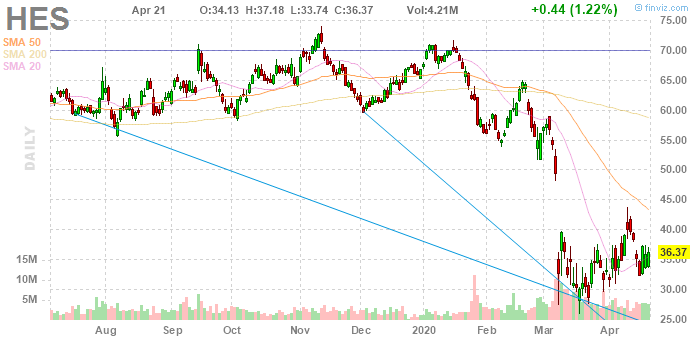 HES Apr 21 O:34.13 H:37.18 L:33.74 C:36.37 Vol:4.21M +0.44 (1.22%) © finviz.com
SMA 50
SMA 200
SMA 20
DAILY
75.00
70.00
65.00
60.00
55.00
50.00
45.00
40.00
36.37
35.00
15M 
10M 30.00
5M
25.00
Aug Sep Oct Nov Dec 2020 Feb Mar Apr